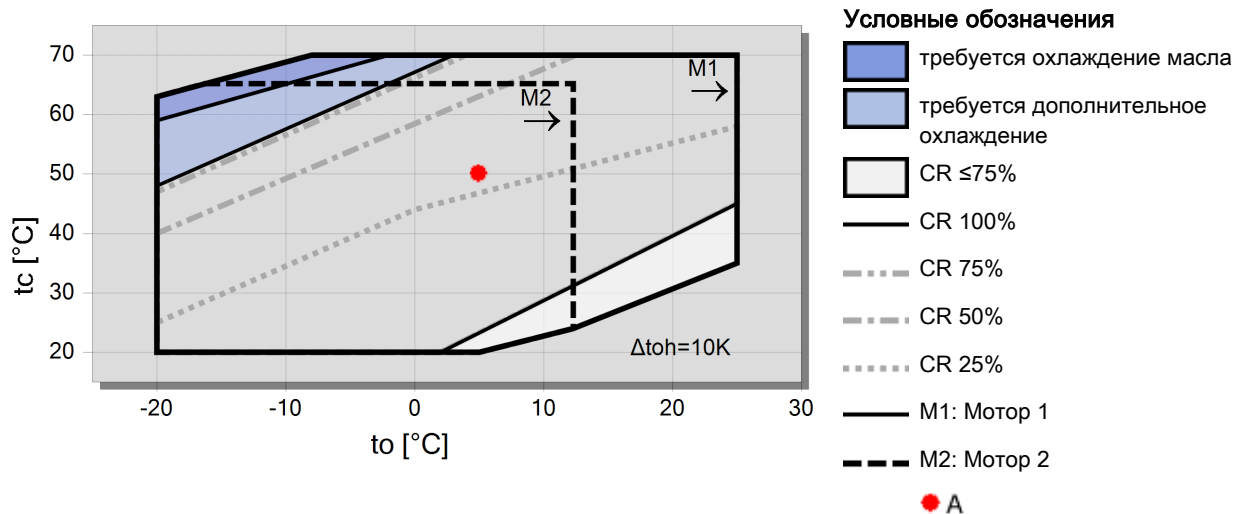 Условные обозначения
требуется охлаждение масла
требуется дополнительное
охлаждение
CR ≤75%
CR 100%
CR 75%
CR 50%
CR 25%
M1: Мотор 1
M2: Мотор 2
A
tc [°C]
70
60
50
40
30
20
M1
M2
Δtoh=10K
-20 -10 0 10 20 30
to [°C]